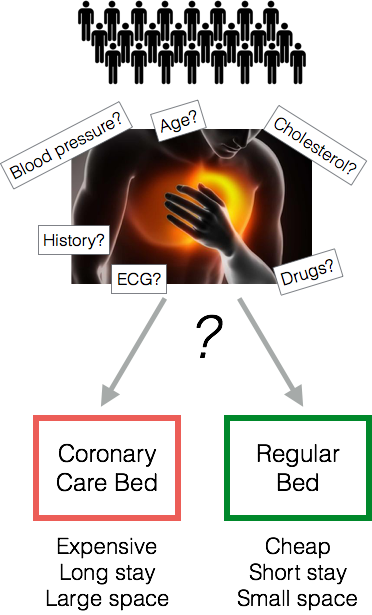 Blood pressure?
Age?
Cholesterol?
History?
ECG?
Drugs?
?
Coronary
Care Bed
Regular
Bed
Expensive
Long stay
Large space
Cheap
Short stay
Small space